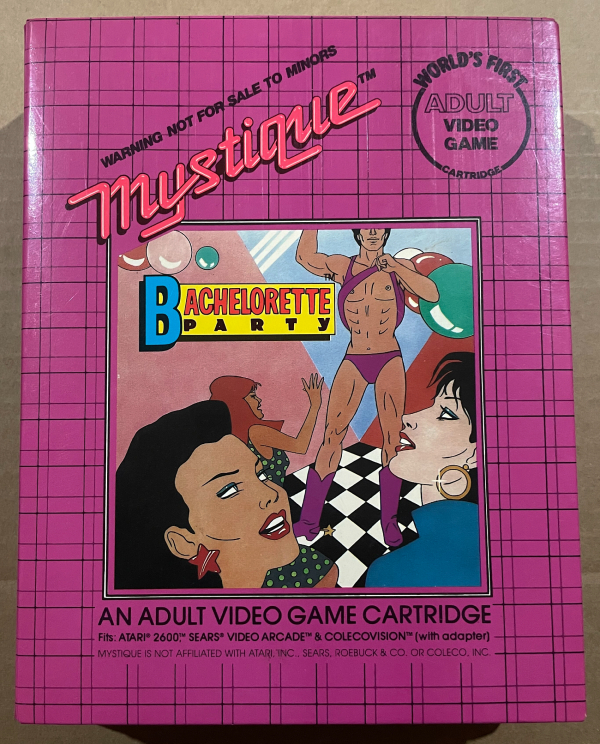 WARNING NOT FOR SALE TO MINORS
Mystique™
WORLD'S FIRST
ADULT
VIDEO
GAME
CARTRIDGE
BACHELORETTE™
PARTY
AN ADULT VIDEO GAME CARTRIDGE
Fits: ATARI® 2600™, SEARS® VIDEO ARCADE™ & COLECOVISION™ (with adapter)
MYSTIQUE IS NOT AFFILIATED WITH ATARI, INC., SEARS, ROEBUCK & CO. OR COLECO, INC.